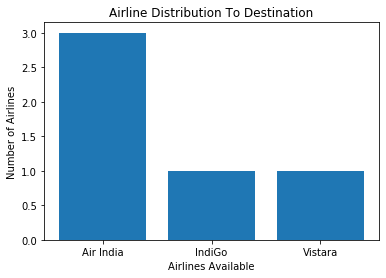 Airline Distribution To Destination
Number of Airlines
3.0
2.5
2.0
1.5
1.0
0.5
0.0
Air India IndiGo Vistara
Airlines Available